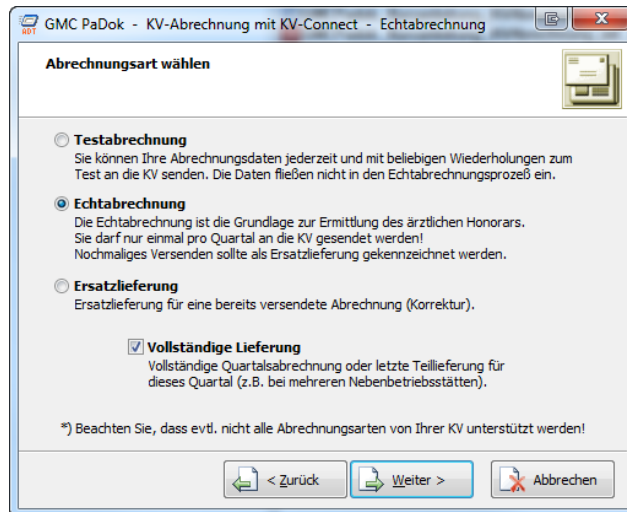 GMC PaDok - KV-Abrechnung mit KV-Connect - Echtabrechnung
ADT
Abrechnungsart wählen
Testabrechnung
Sie können Ihre Abrechnungsdaten jederzeit und mit beliebigen Wiederholungen zum
Test an die KV senden. Die Daten fließen nicht in den Echtabrechnungsprozeß ein.
Echtabrechnung
Die Echtabrechnung ist die Grundlage zur Ermittlung des ärztlichen Honorars.
Sie darf nur einmal pro Quartal an die KV gesendet werden!
Nochmaliges Versenden sollte als Ersatzlieferung gekennzeichnet werden.
Ersatzlieferung
Ersatzlieferung für eine bereits versendete Abrechnung (Korrektur).
Vollständige Lieferung
Vollständige Quartalsabrechnung oder letzte Teillieferung für
dieses Quartal (z.B. bei mehreren Nebenbetriebsstätten).
*) Beachten Sie, dass evtl. nicht alle Abrechnungsarten von Ihrer KV unterstützt werden!
< Zurück Weiter > Abbrechen